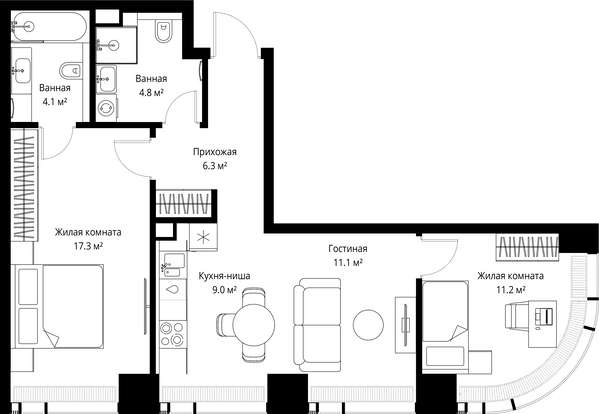 Ванная
4.1 м²
Ванная
4.8 м²
Прихожая
6.3 м²
Жилая комната
17.3 м²
Кухня-ниша
9.0 м²
Гостиная
11.1 м²
Жилая комната
11.2 м²